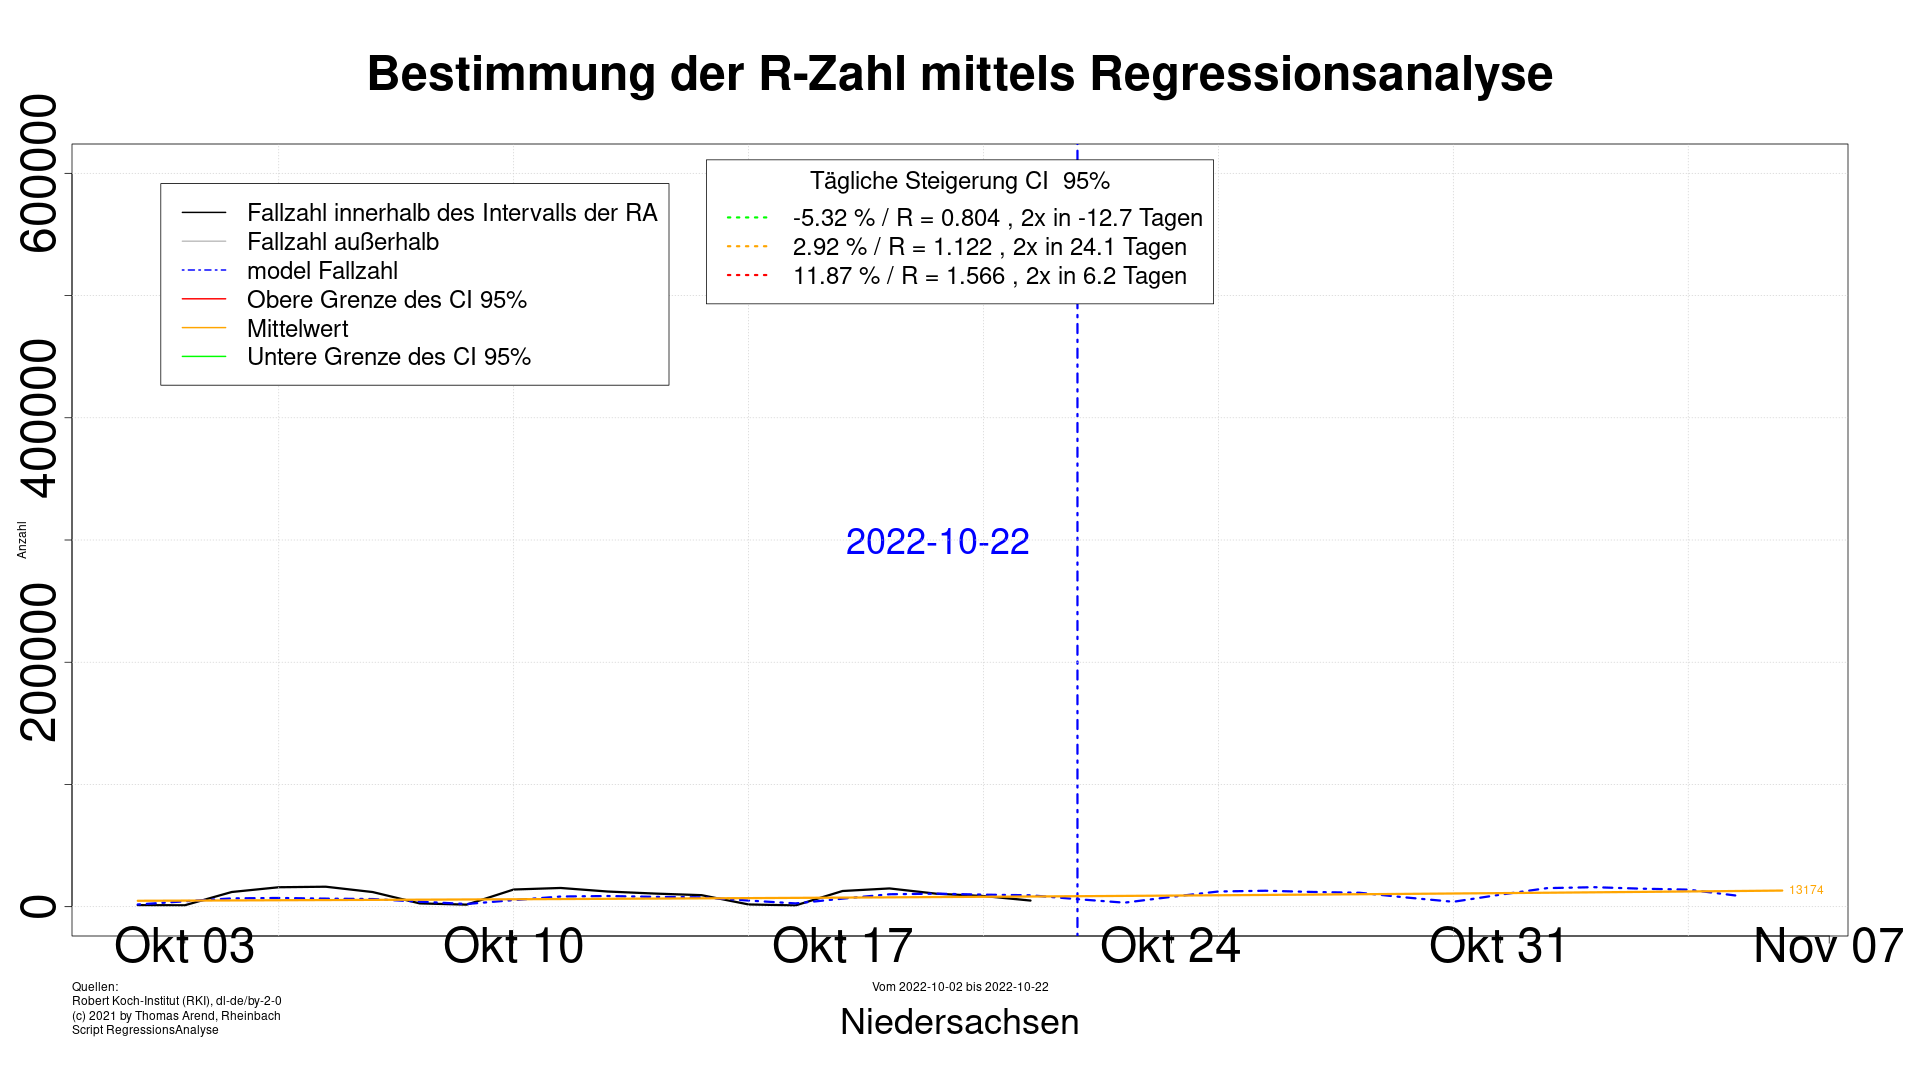 Bestimmung der R-Zahl mittels Regressionsanalyse
600000
400000
200000
0
Anzahl
Fallzahl innerhalb des Intervalls der RA
Fallzahl außerhalb
model Fallzahl
Obere Grenze des CI 95%
Mittelwert
Untere Grenze des CI 95%
Tägliche Steigerung CI 95%
-5.32 % / R = 0.804 , 2x in -12.7 Tagen
2.92 % / R = 1.122 , 2x in 24.1 Tagen
11.87 % / R = 1.566 , 2x in 6.2 Tagen
2022-10-22
13174
Okt 03 Okt 10 Okt 17 Okt 24 Okt 31 Nov 07
Quellen:
Robert Koch-Institut (RKI), dl-de/by-2-0
(c) 2021 by Thomas Arend, Rheinbach
Script RegressionsAnalyse
Vom 2022-10-02 bis 2022-10-22
Niedersachsen